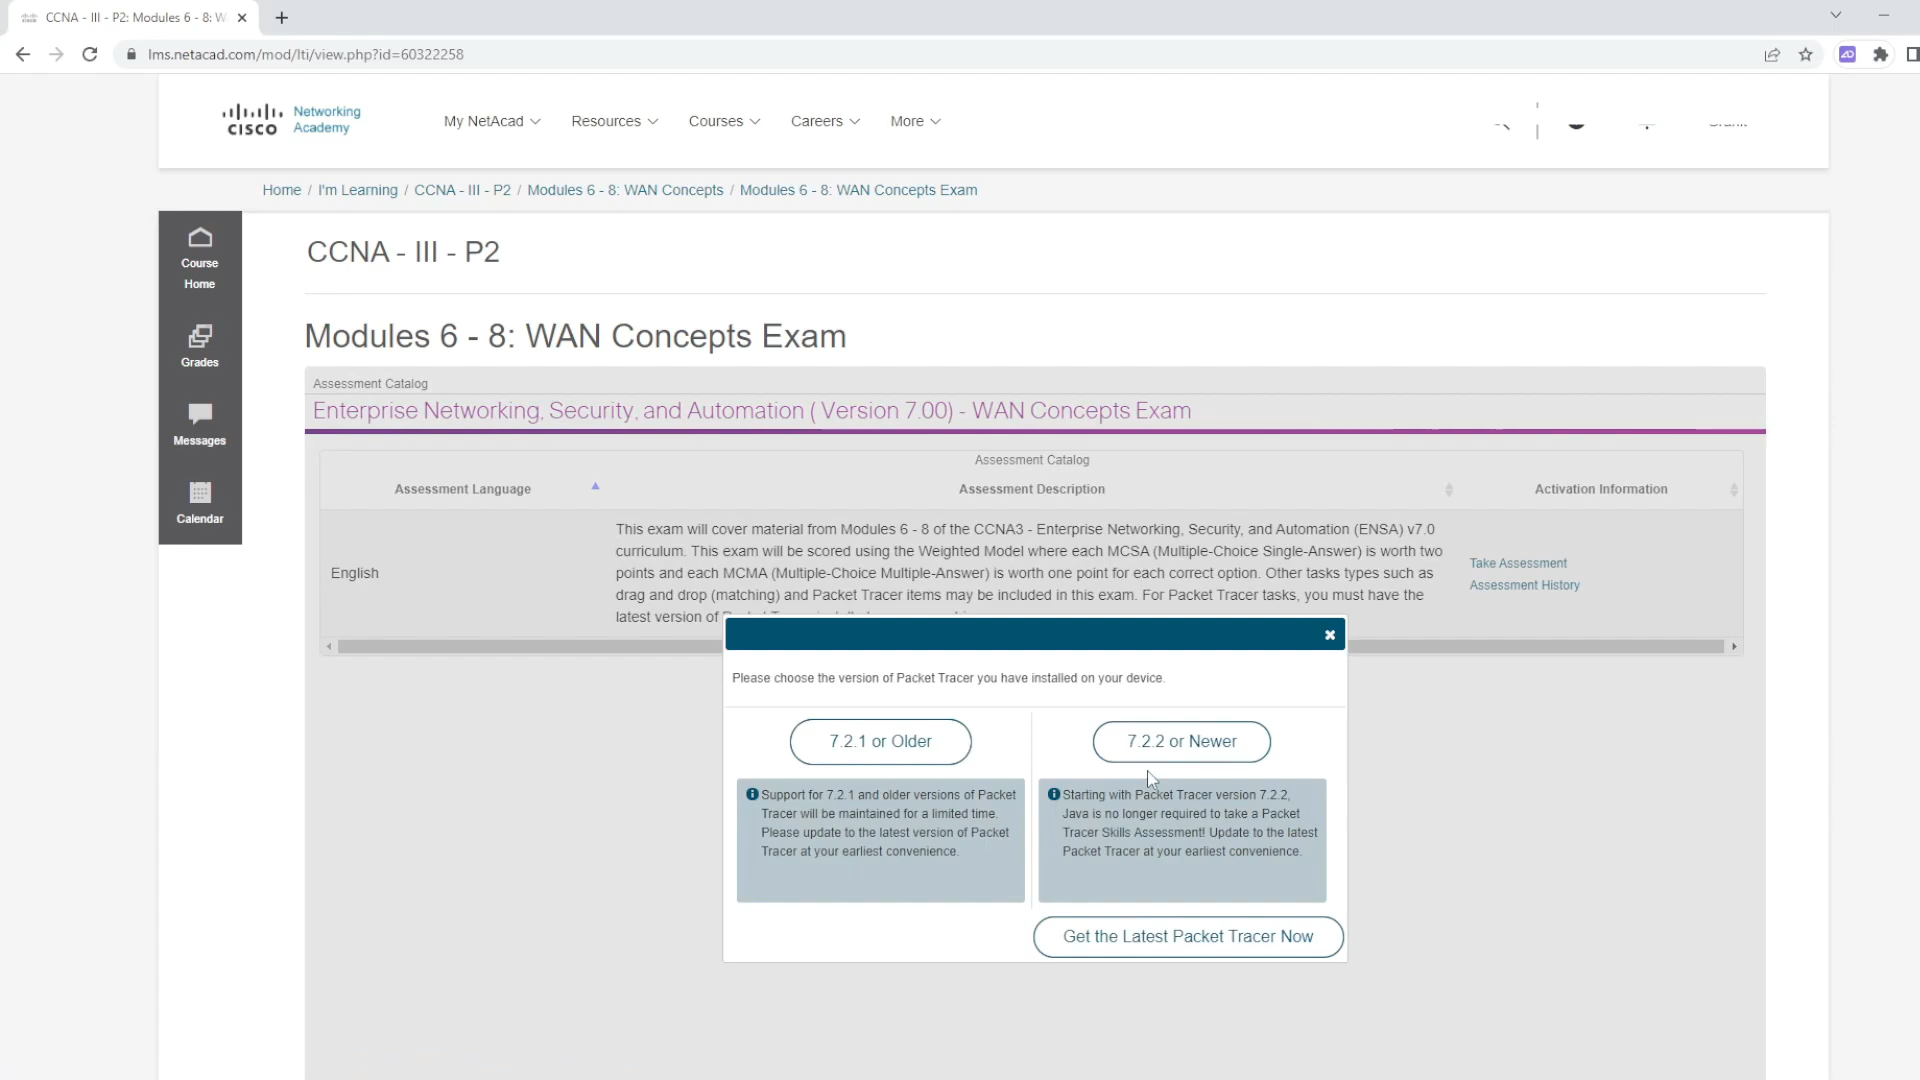 CCNA - III - P2: Modules 6 - 8: W
lms.netacad.com/mod/lti/view.php?id=60322258
CISCO
Networking
Academy
My NetAcad
Resources
Courses
Careers
More
Home / I'm Learning / CCNA - III - P2 / Modules 6 - 8: WAN Concepts / Modules 6 - 8: WAN Concepts Exam
Course
Home
Grades
Messages
Calendar
CCNA - III - P2
Modules 6 - 8: WAN Concepts Exam
Assessment Catalog
Enterprise Networking, Security, and Automation ( Version 7.00) - WAN Concepts Exam
Assessment Catalog
Assessment Language
Assessment Description
Activation Information
English
This exam will cover material from Modules 6 - 8 of the CCNA3 - Enterprise Networking, Security, and Automation (ENSA) v7.0
curriculum. This exam will be scored using the Weighted Model where each MCSA (Multiple-Choice Single-Answer) is worth two
points and each MCMA (Multiple-Choice Multiple-Answer) is worth one point for each correct option. Other tasks types such as
drag and drop (matching) and Packet Tracer items may be included in this exam. For Packet Tracer tasks, you must have the
latest version of
Take Assessment
Assessment History
Please choose the version of Packet Tracer you have installed on your device.
7.2.1 or Older
Support for 7.2.1 and older versions of Packet
Tracer will be maintained for a limited time.
Please update to the latest version of Packet
Tracer at your earliest convenience.
7.2.2 or Newer
Starting with Packet Tracer version 7.2.2,
Java is no longer required to take a Packet
Tracer Skills Assessment! Update to the latest
Packet Tracer at your earliest convenience.
Get the Latest Packet Tracer Now